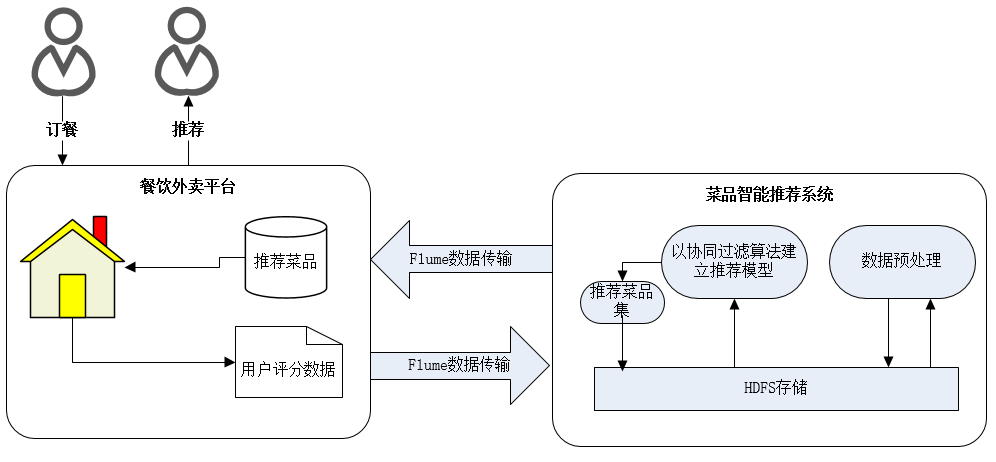 订餐
推荐
餐饮外卖平台
推荐菜品
用户评分数据
Flume数据传输
Flume数据传输
菜品智能推荐系统
以协同过滤算法建
立推荐模型
数据预处理
推荐菜品
集
HDFS存储